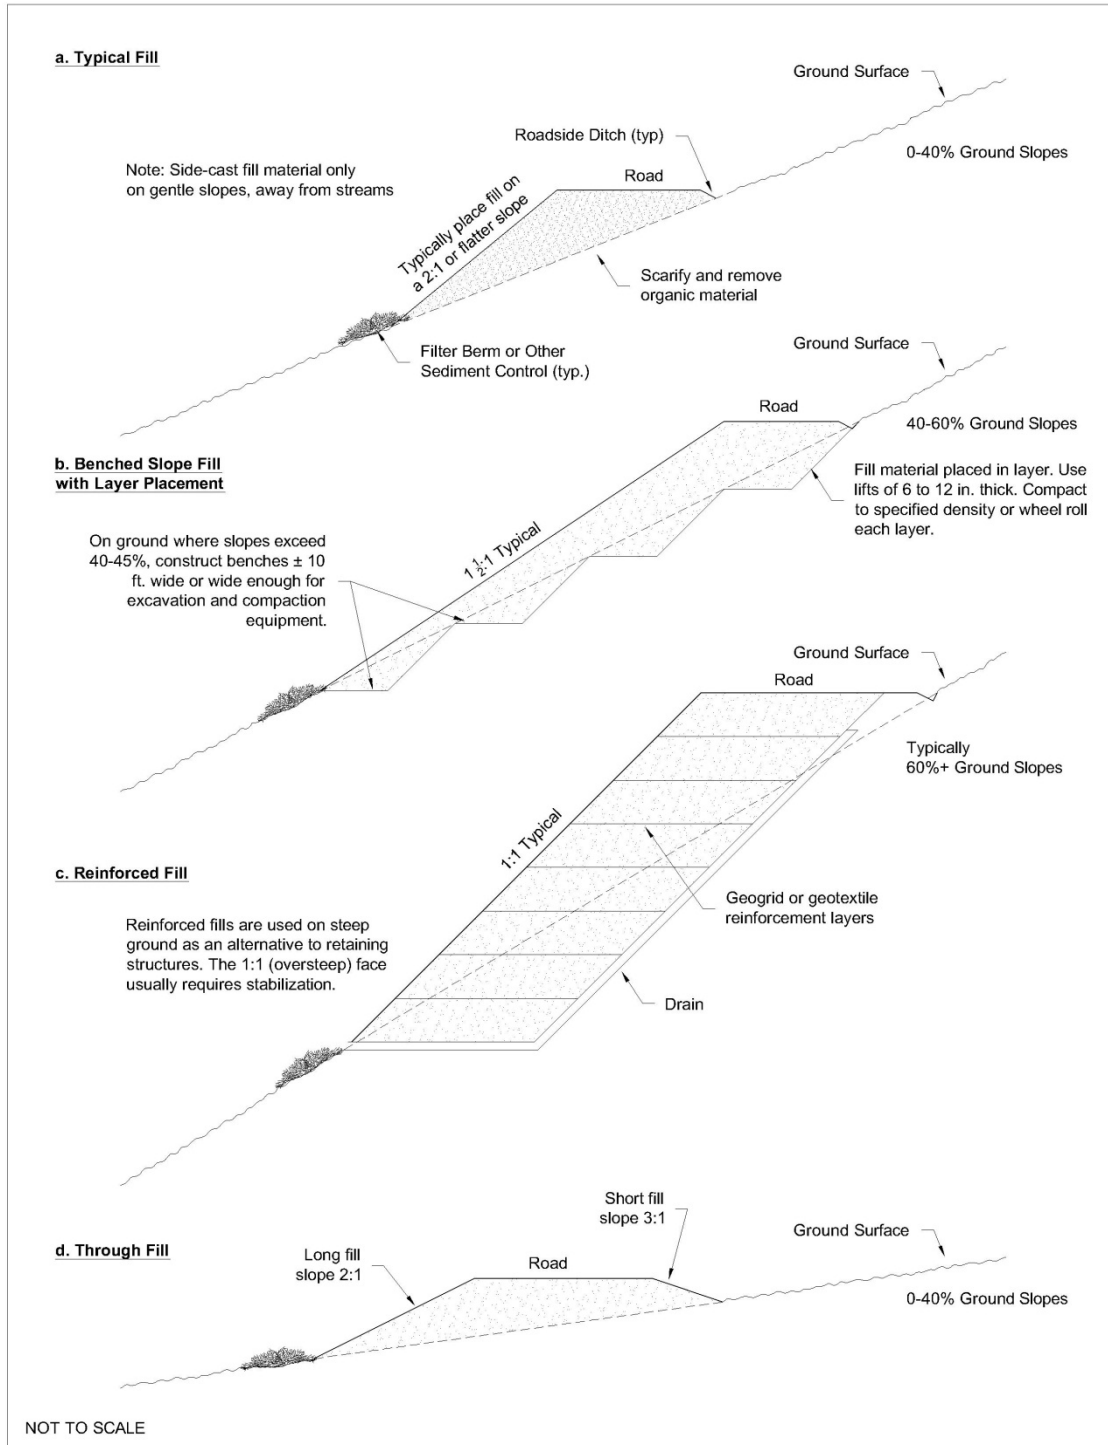 a. Typical Fill
Ground Surface
Roadside Ditch (typ)
0-40% Ground Slopes
Note: Side-cast fill material only
on gentle slopes, away from streams
Road
Typically place fill on
a 2:1 or flatter slope
Scarify and remove
organic material
Filter Berm or Other
Sediment Control (typ.)
Ground Surface
Road
40-60% Ground Slopes
b. Benched Slope Fill
with Layer Placement
Fill material placed in layer. Use
lifts of 6 to 12 in. thick. Compact
to specified density or wheel roll
each layer.
On ground where slopes exceed
40-45%, construct benches ± 10
ft. wide or wide enough for
excavation and compaction
equipment.
1 1/2:1 Typical
Ground Surface
Road
Typically
60%+ Ground Slopes
1:1 Typical
c. Reinforced Fill
Geogrid or geotextile
reinforcement layers
Reinforced fills are used on steep
ground as an alternative to retaining
structures. The 1:1 (oversteep) face
usually requires stabilization.
Drain
Short fill
slope 3:1
d. Through Fill
Long fill
slope 2:1
Road
Ground Surface
0-40% Ground Slopes
NOT TO SCALE